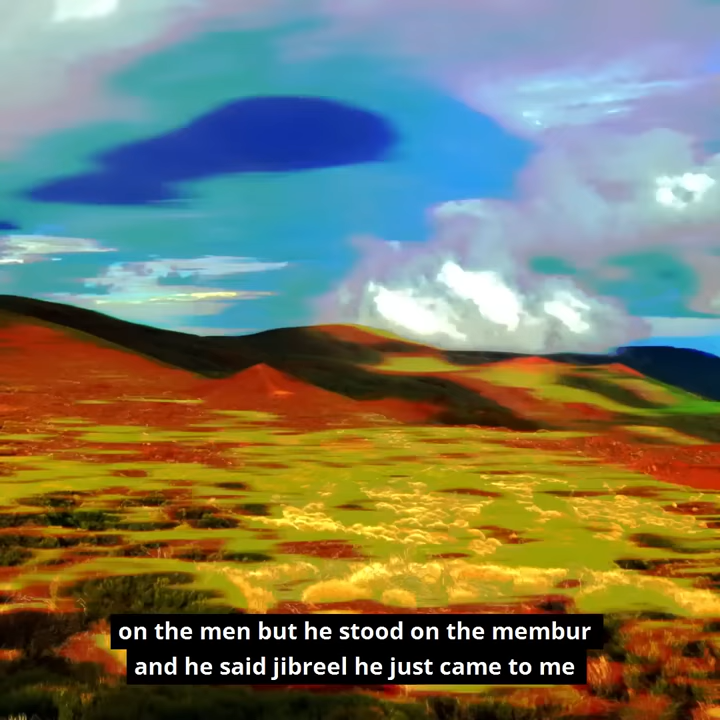 on the men but he stood on the membur
and he said jibreel he just came to me